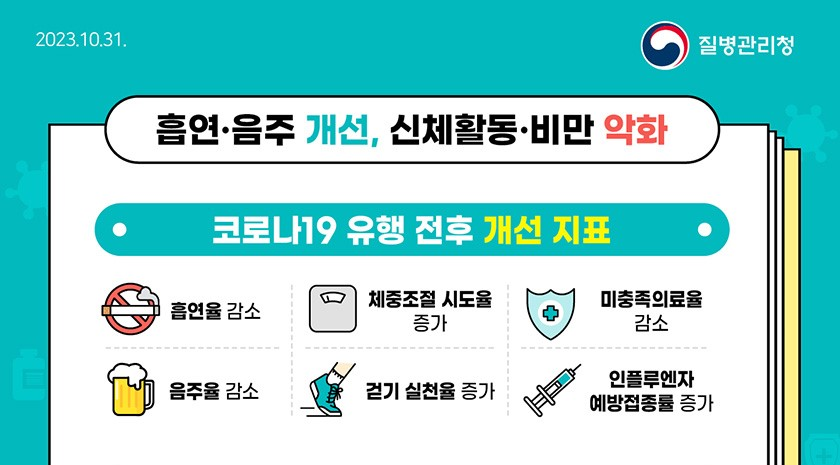 2023.10.31.
질병관리청
흡연·음주 개선, 신체활동·비만 악화
코로나19 유행 전후 개선 지표
흡연율 감소
체중조절 시도율
증가
미충족의료율
감소
음주율 감소
걷기 실천율 증가
인플루엔자
예방접종률 증가